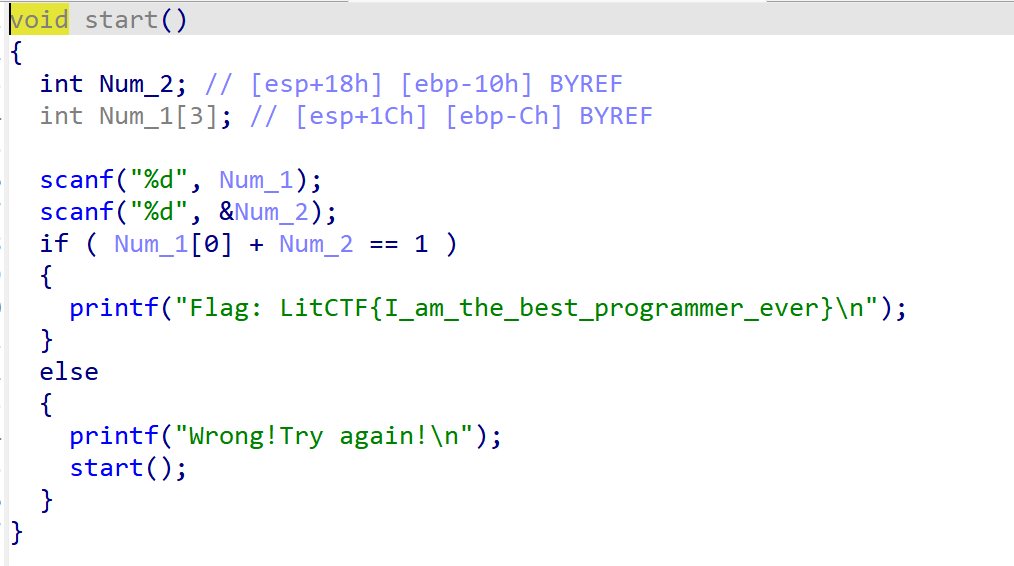 void start()
{
  int Num_2; // [esp+18h] [ebp-10h] BYREF
  int Num_1[3]; // [esp+1Ch] [ebp-Ch] BYREF
  scanf("%d", Num_1);
  scanf("%d", &Num_2);
  if ( Num_1[0] + Num_2 == 1 )
  {
    printf("Flag: LitCTF{I_am_the_best_programmer_ever}\n");
  }
  else
  {
    printf("Wrong!Try again!\n");
    start();
  }
}